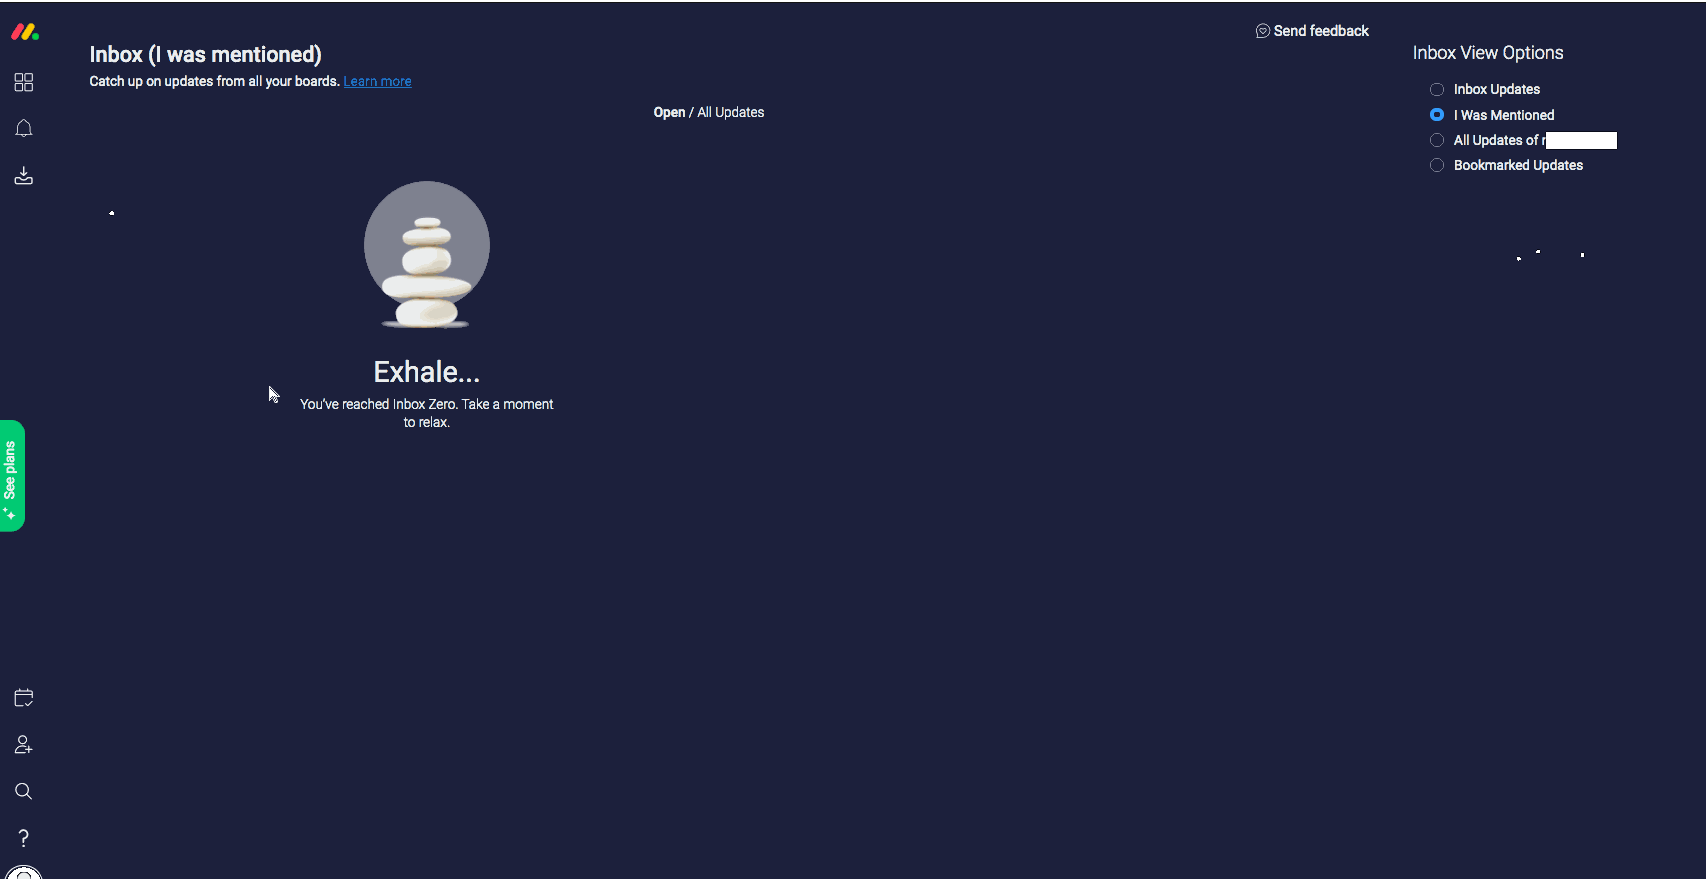 Send feedback
Inbox (I was mentioned)
Catch up on updates from all your boards. Learn more
Open / All Updates
Inbox View Options
Inbox Updates
I Was Mentioned
All Updates of
Bookmarked Updates
Exhale...
You've reached Inbox Zero. Take a moment
to relax.
See plans